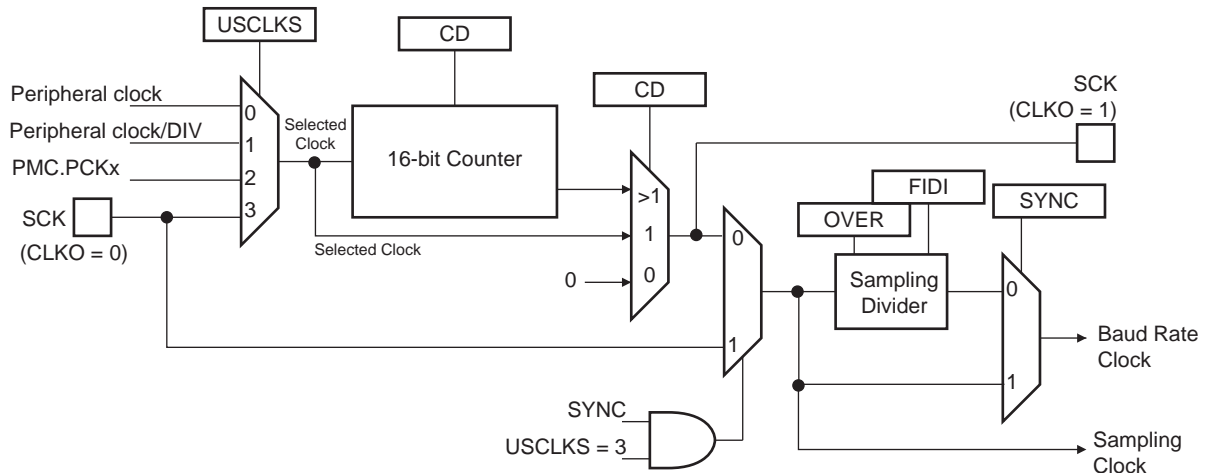 USCLKS
CD
CD
SCK
(CLKO = 1)
Peripheral clock
Peripheral clock/DIV
PMC.PCKx
SCK
(CLKO = 0)
0
1
2
3
Selected
Clock
16-bit Counter
Selected Clock
0
>1
1
0
0
1
FIDI
OVER
SYNC
Sampling
Divider
0
1
Baud Rate
Clock
SYNC
USCLKS = 3
Sampling
Clock